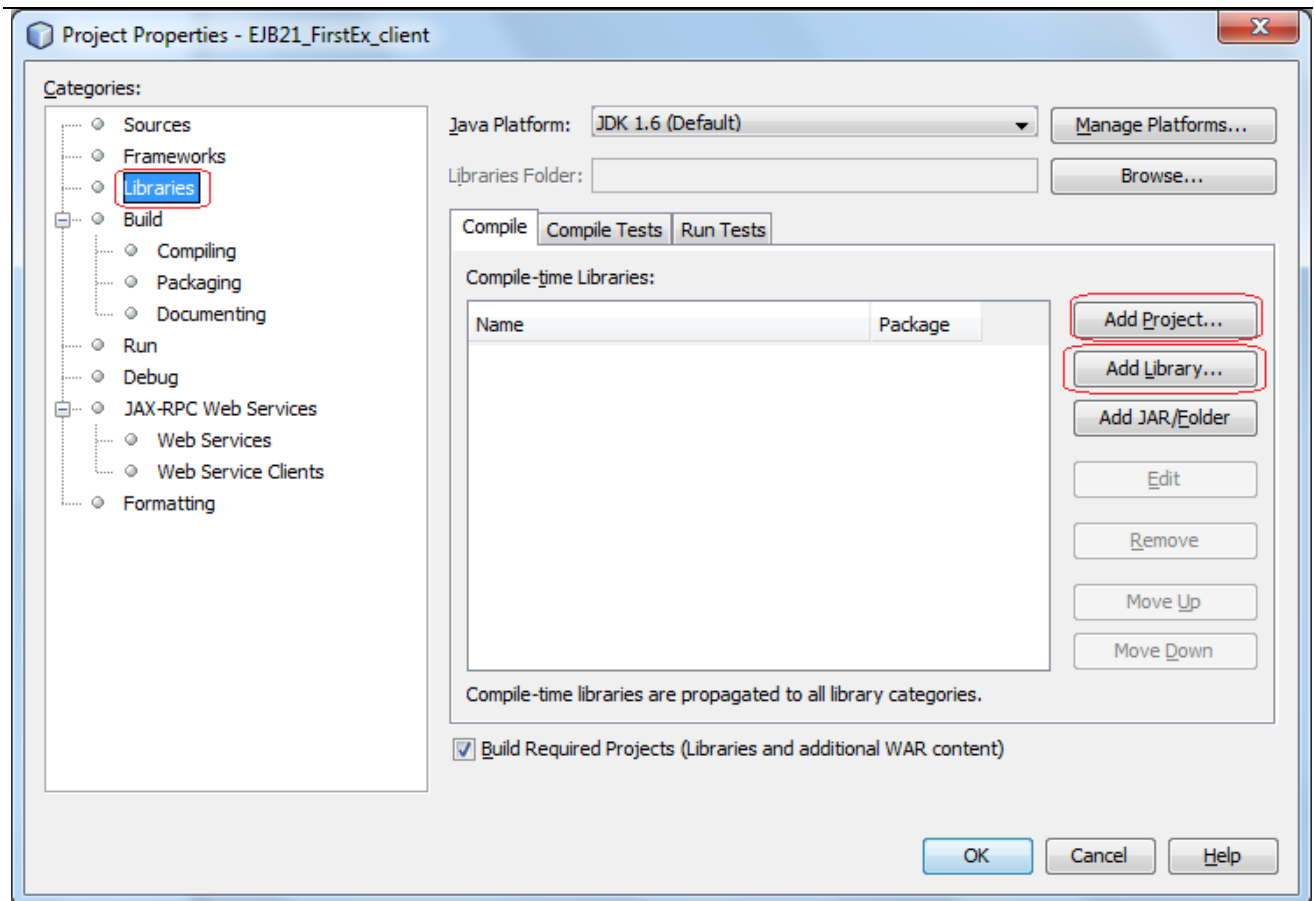 Project Properties - EJB21_FirstEx_client
X
Categories:
Sources
Frameworks
Libraries
Build
Compiling
Packaging
Documenting
Run
Debug
JAX-RPC Web Services
Web Services
Web Service Clients
Formatting
Java Platform: JDK 1.6 (Default) Manage Platforms...
Libraries Folder: Browse...
Compile Compile Tests Run Tests
Compile-time Libraries:
Name Package
Add Project...
Add Library...
Add JAR/Folder
Edit
Remove
Move Up
Move Down
Compile-time libraries are propagated to all library categories.
Build Required Projects (Libraries and additional WAR content)
OK Cancel Help